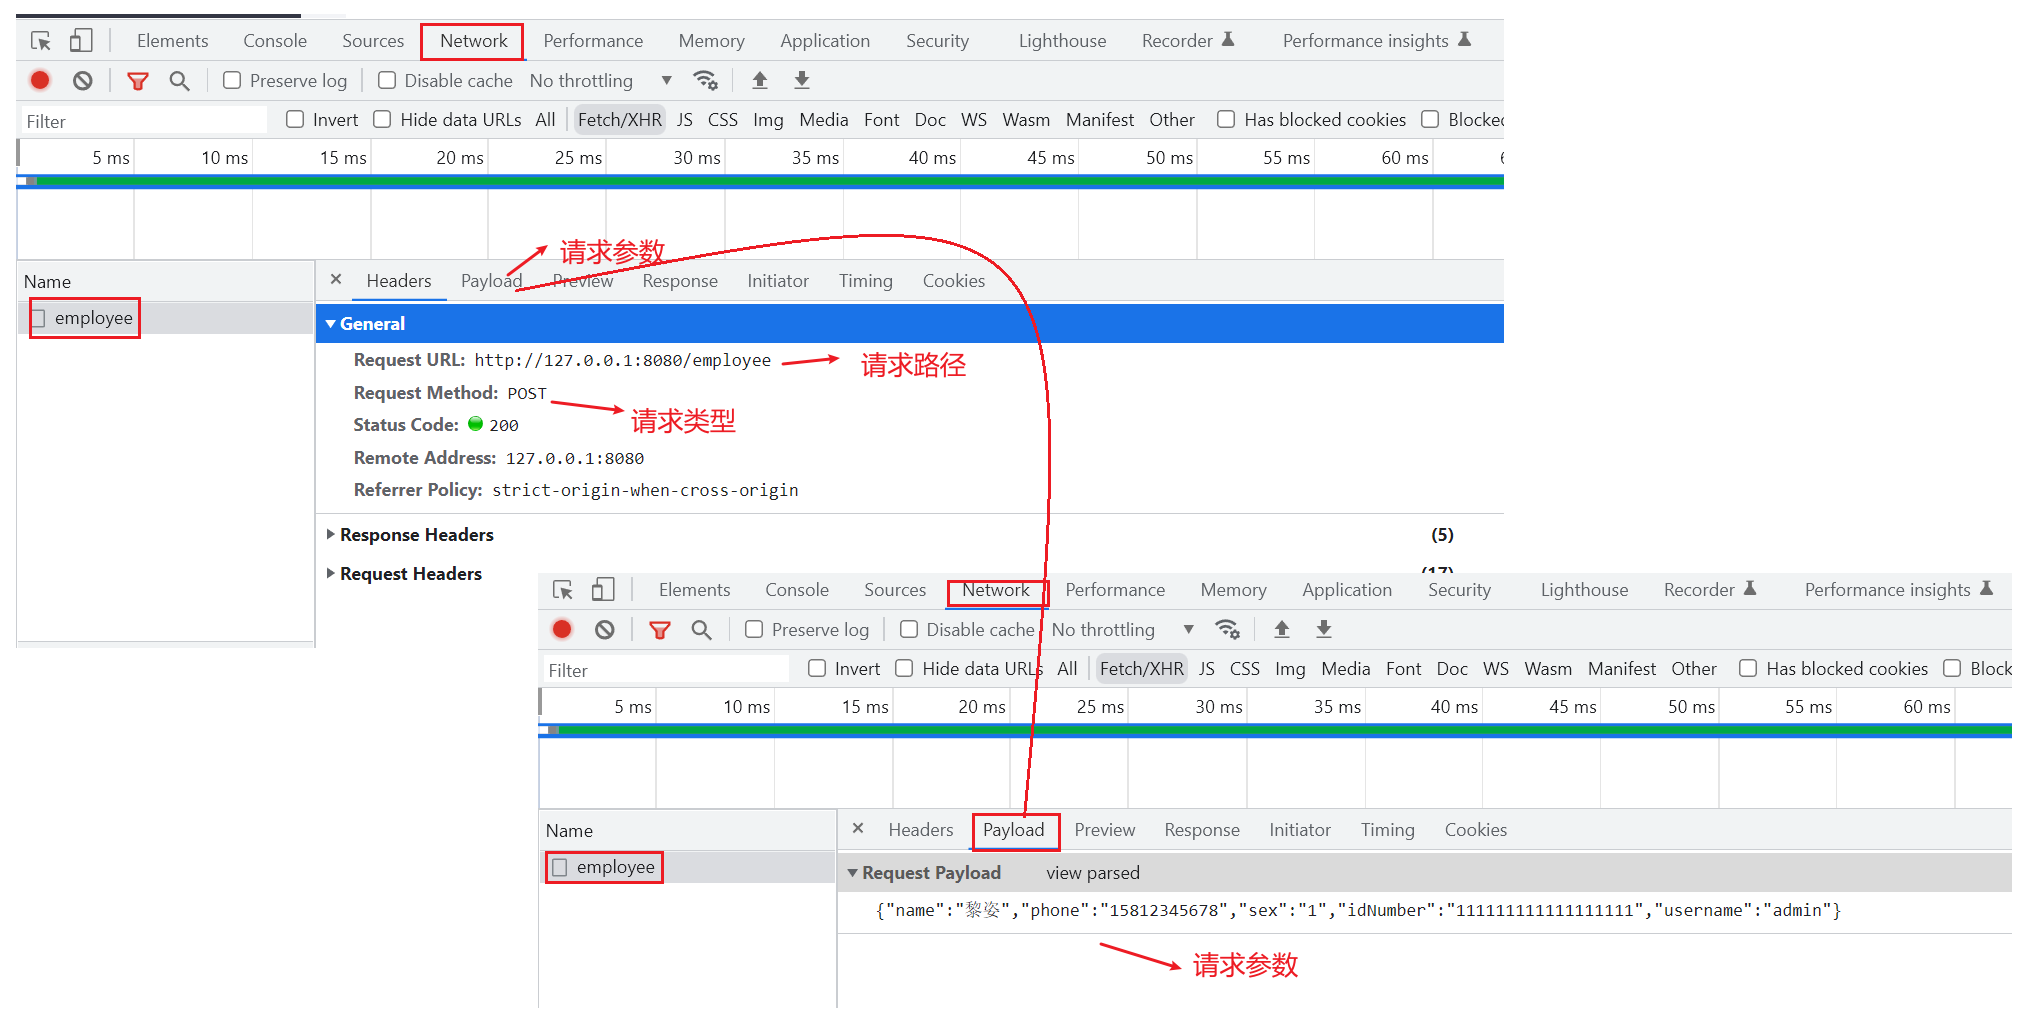 Elements Console Sources Network Performance Memory Application Security Lighthouse Recorder Performance insights
Preserve log Disable cache No throttling
Filter Invert Hide data URLs All Fetch/XHR JS CSS Img Media Font Doc WS Wasm Manifest Other Has blocked cookies Blocked
5 ms 10 ms 15 ms 20 ms 25 ms 30 ms 35 ms 40 ms 45 ms 50 ms 55 ms 60 ms
请求参数
Name
Headers Payload Preview Response Initiator Timing Cookies
employee
General
Request URL: http://127.0.0.1:8080/employee
请求路径
Request Method: POST
请求类型
Status Code: 200
Remote Address: 127.0.0.1:8080
Referrer Policy: strict-origin-when-cross-origin
Response Headers (5)
Request Headers (17)
Elements Console Sources Network Performance Memory Application Security Lighthouse Recorder Performance insights
Preserve log Disable cache No throttling
Filter Invert Hide data URLs All Fetch/XHR JS CSS Img Media Font Doc WS Wasm Manifest Other Has blocked cookies Block
5 ms 10 ms 15 ms 20 ms 25 ms 30 ms 35 ms 40 ms 45 ms 50 ms 55 ms 60 ms
Name
Headers Payload Preview Response Initiator Timing Cookies
employee
Request Payload view parsed
{"name":"黎姿","phone":"15812345678","sex":"1","idNumber":"111111111111111111","username":"admin"}
请求参数